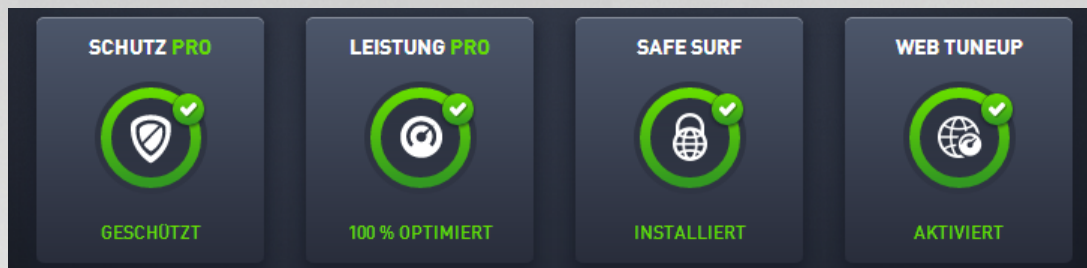 SCHUTZ PRO
LEISTUNG PRO
SAFE SURF
WEB TUNEUP
GESCHÜTZT
100 % OPTIMIERT
INSTALLIERT
AKTIVIERT